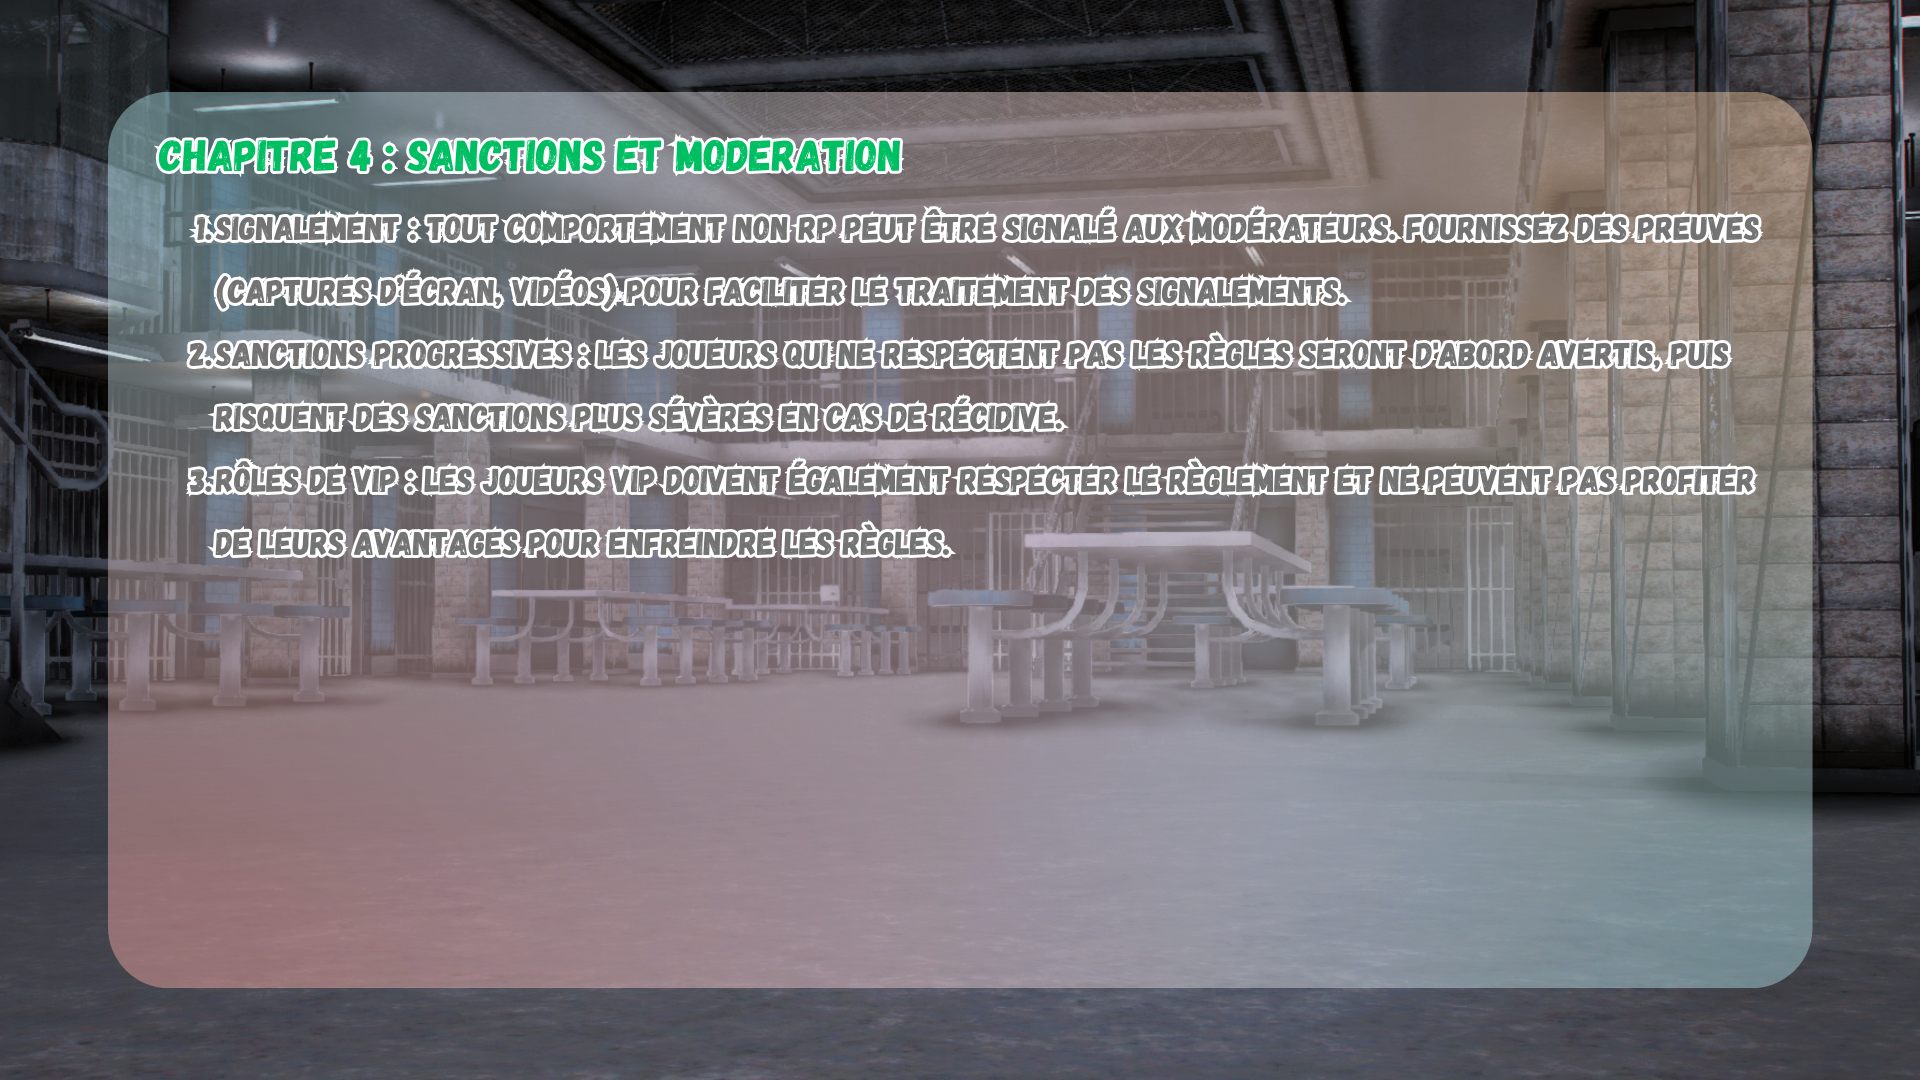 CHAPITRE 4 : SANCTIONS ET MODERATION
1. SIGNALEMENT : TOUT COMPORTEMENT NON RP PEUT ÊTRE SIGNALÉ AUX MODÉRATEURS. FOURNISSEZ DES PREUVES
(CAPTURES D'ÉCRAN, VIDÉOS) POUR FACILITER LE TRAITEMENT DES SIGNALEMENTS.
2. SANCTIONS PROGRESSIVES : LES JOUEURS QUI NE RESPECTENT PAS LES RÈGLES SERONT D'ABORD AVERTIS, PUIS
RISQUENT DES SANCTIONS PLUS SÉVÈRES EN CAS DE RÉCIDIVE.
3. RÔLES DE VIP : LES JOUEURS VIP DOIVENT ÉGALEMENT RESPECTER LE RÈGLEMENT ET NE PEUVENT PAS PROFITER
DE LEURS AVANTAGES POUR ENFREINDRE LES RÈGLES.